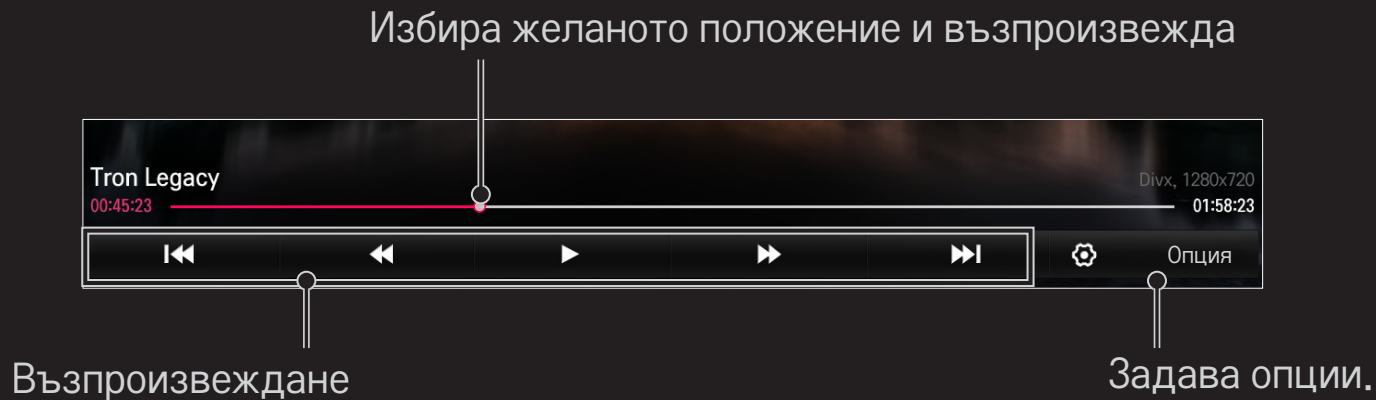 Избира желаното положение и възпроизвежда
Tron Legacy
Divx, 1280x720
00:45:23
01:58:23
Опция
Възпроизвеждане
Задава опции.